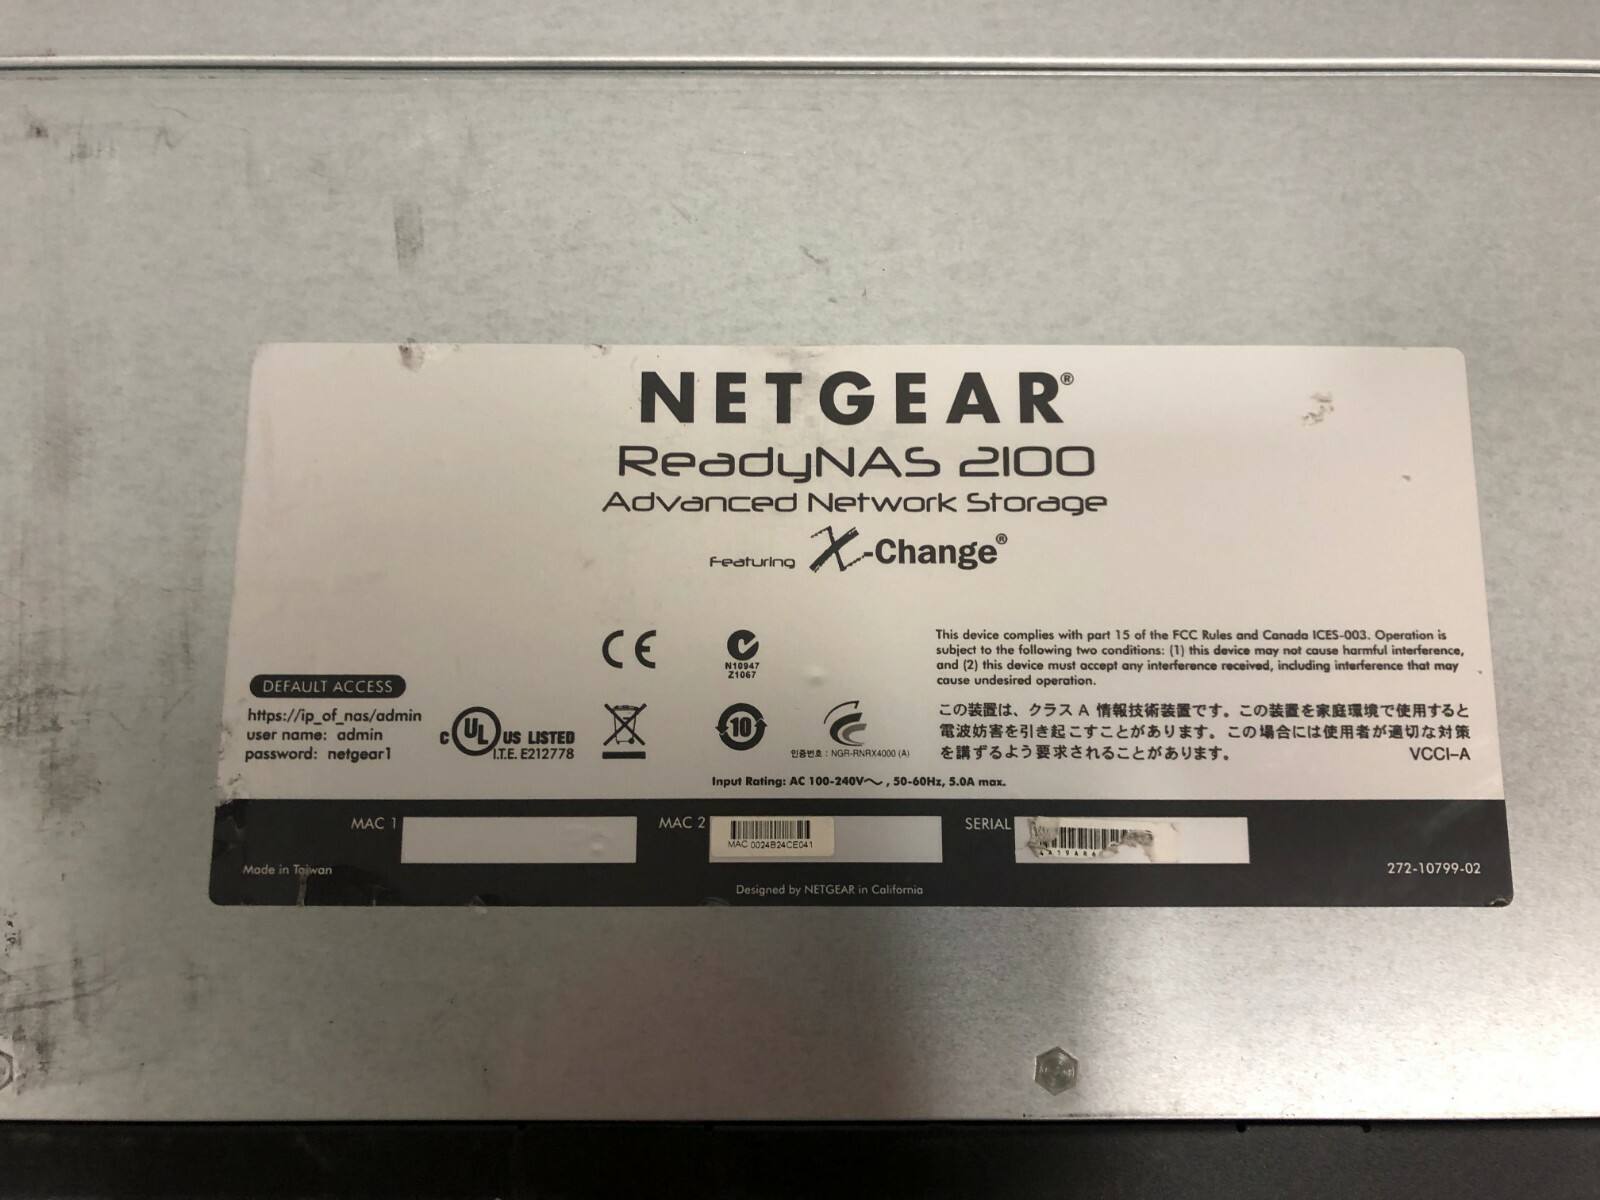 NETGEAR®
ReadyNAS 2100
Advanced Network Storage
Featuring X-Change®
CE
N10947
Z1067
This device complies with part 15 of the FCC Rules and Canada ICES-003. Operation is
subject to the following two conditions: (1) this device may not cause harmful interference,
and (2) this device must accept any interference received, including interference that may
cause undesired operation.
DEFAULT ACCESS
https://ip_of_nas/admin
user name: admin
password: netgear1
C UL US LISTED
I.T.E. E212778
10
인증번호 : NGR-RNRX4000 (A)
この装置は、クラス A 情報技術装置です。この装置を家庭環境で使用すると
電波妨害を引き起こすことがあります。この場合には使用者が適切な対策
を講ずるよう要求されることがあります。 VCCI-A
Input Rating: AC 100-240V～, 50-60Hz, 5.0A max.
MAC 1
MAC 2
MAC 0024B24CE041
SERIAL
Made in Taiwan
272-10799-02
Designed by NETGEAR in California